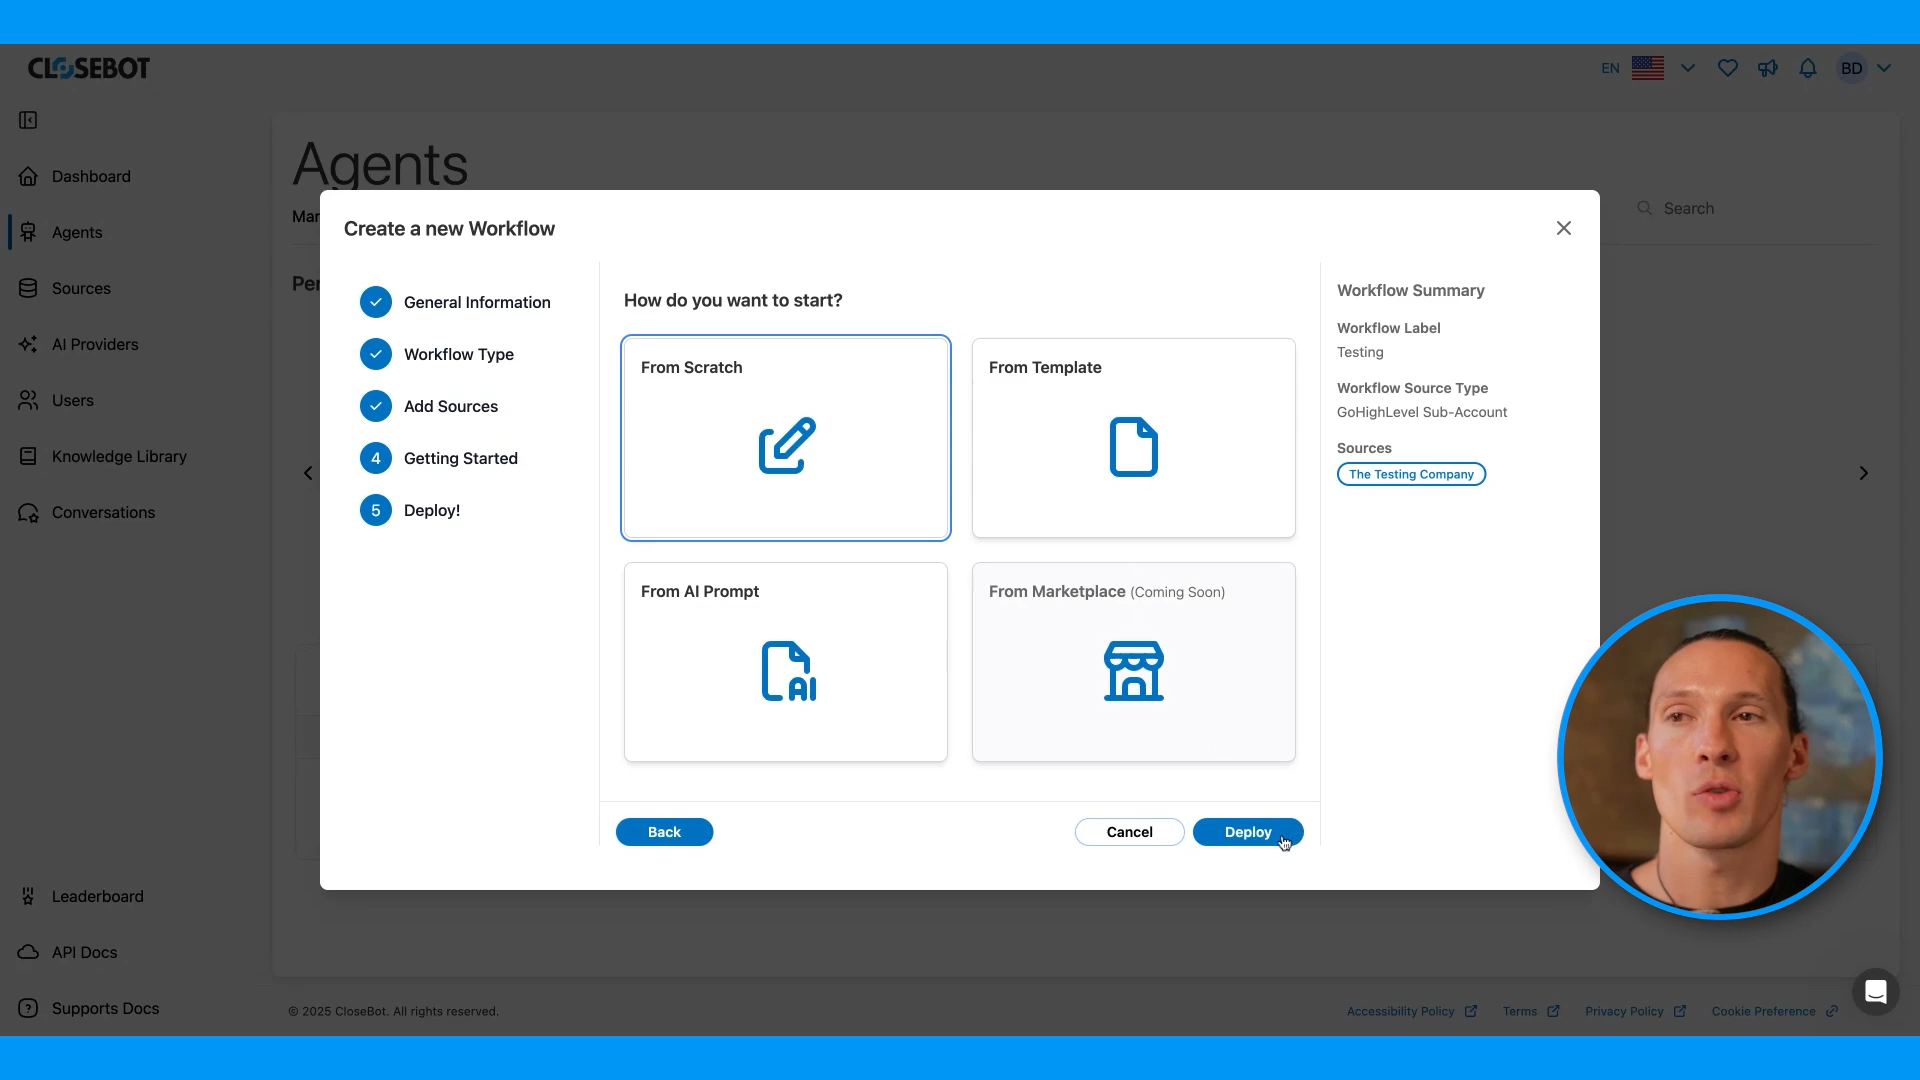 CLOSEBOT
EN
BD
Dashboard
Agents
Sources
AI Providers
Users
Knowledge Library
Conversations
Leaderboard
API Docs
Supports Docs
Agents
Search
Create a new Workflow
General Information
Workflow Type
Add Sources
4 Getting Started
5 Deploy!
How do you want to start?
From Scratch
From Template
From AI Prompt
AI
From Marketplace (Coming Soon)
Back
Cancel
Deploy
Workflow Summary
Workflow Label
Testing
Workflow Source Type
GoHighLevel Sub-Account
Sources
The Testing Company
© 2025 CloseBot. All rights reserved.
Accessibility Policy
Terms
Privacy Policy
Cookie Preference